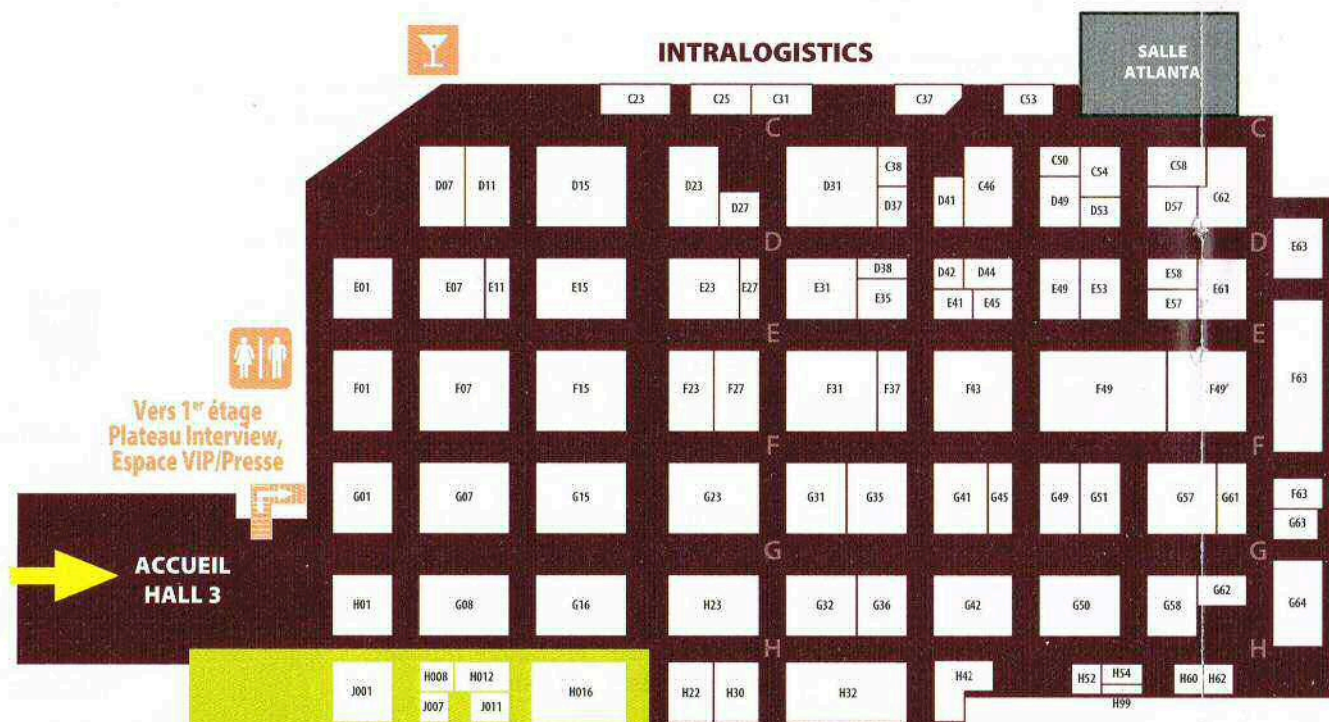 INTRALOGISTICS
SALLE
ATLANTA
C23 C25 C31 C37 C53
C C
D07 D11 D15 D23 D27 D31 C38 D37 D41 C46 C50 D49 C54 D53 C58 D57 C62
D D
E63
E01 E07 E11 E15 E23 E27 E31 D38 E35 D42 D44 E41 E45 E49 E53 E58 E57 E61
E E
F01 F07 F15 F23 F27 F31 F37 F43 F49 F49' F63
Vers 1er étage
Plateau Interview,
Espace VIP/Presse
F F
G01 G07 G15 G23 G31 G35 G41 G45 G49 G51 G57 G61 F63
G63
G G
ACCUEIL
HALL 3
H01 G08 G16 H23 G32 G36 G42 G50 G58 G62 G64
H H
J001 H008 H012 J007 J011 H016 H22 H30 H32 H42 H52 H54 H60 H62
H99